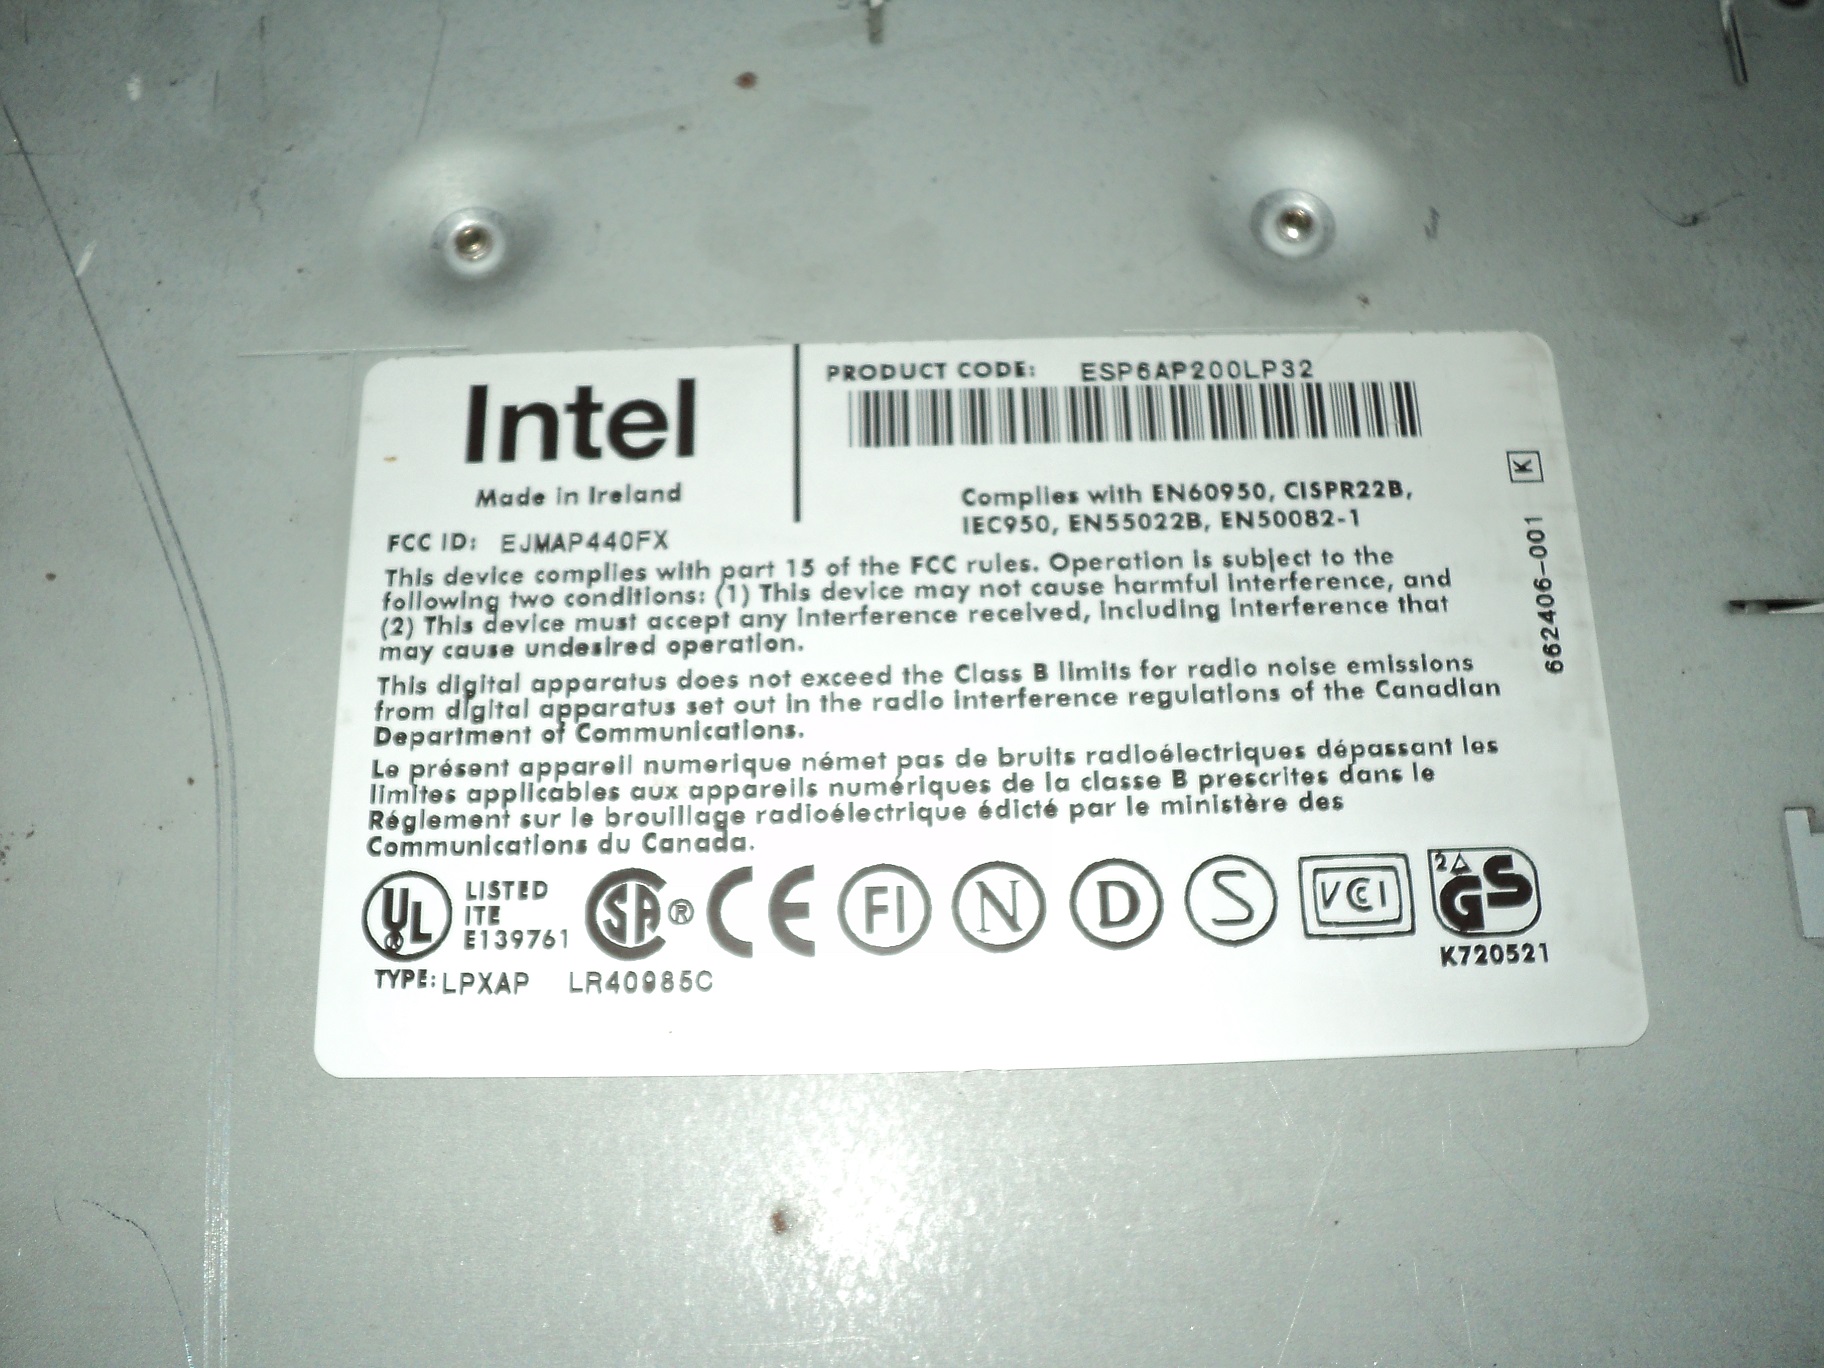 Intel
Made in Ireland
PRODUCT CODE: ESP6AP200LP32
Complies with EN60950, CISPR22B,
IEC950, EN55022B, EN50082-1
FCC ID: EJMAP440FX
This device complies with part 15 of the FCC rules. Operation is subject to the
following two conditions: (1) This device may not cause harmful interference, and
(2) This device must accept any interference received, including interference that
may cause undesired operation.
This digital apparatus does not exceed the Class B limits for radio noise emissions
from digital apparatus set out in the radio interference regulations of the Canadian
Department of Communications.
Le présent appareil numerique német pas de bruits radioélectriques dépassant les
limites applicables aux appareils numériques de la classe B prescrites dans le
Réglement sur le brouillage radioélectrique édicté par le ministère des
Communications du Canada.
UL ® LISTED
ITE
E139761
SA ® CE FI N D S VCI 2 GS
K720521
TYPE: LPXAP LR40985C
662406-001 K